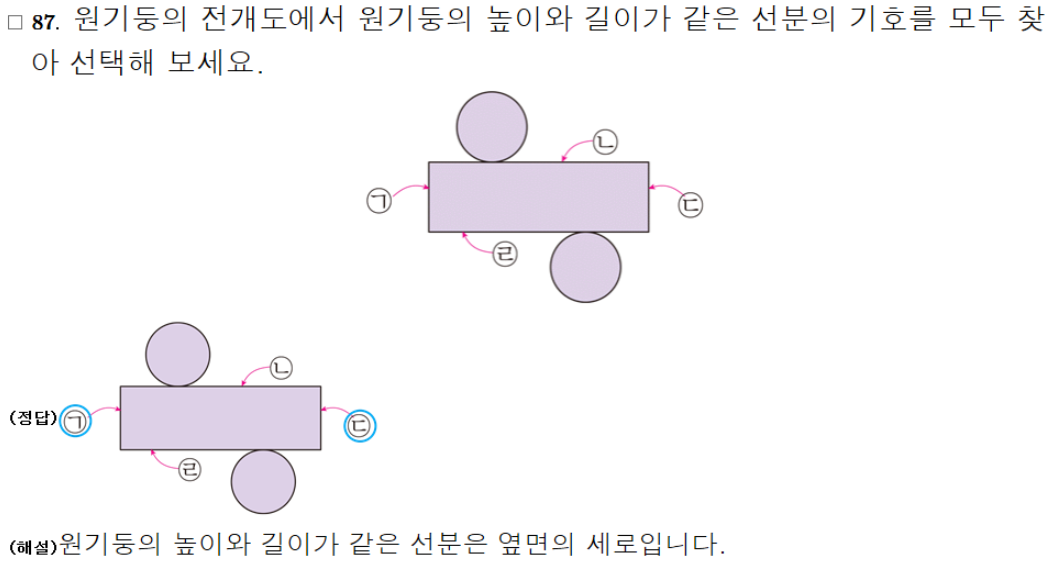 □ 87. 원기둥의 전개도에서 원기둥의 높이와 길이가 같은 선분의 기호를 모두 찾
아 선택해 보세요.
㉡
㉠
㉢
㉣
㉡
(정답) ㉠
㉢
㉣
(해설) 원기둥의 높이와 길이가 같은 선분은 옆면의 세로입니다.